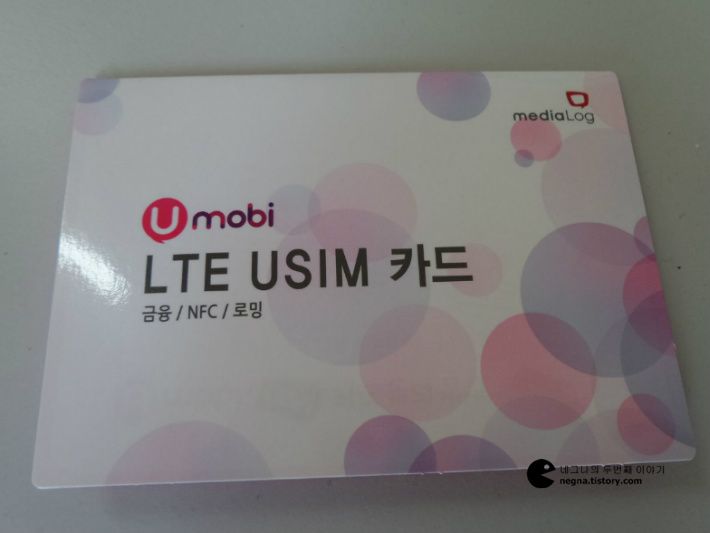 mediaLog
U mobi
LTE USIM 카드
금융 / NFC / 로밍
네그나의 두번째 이야기
negna.tistory.com